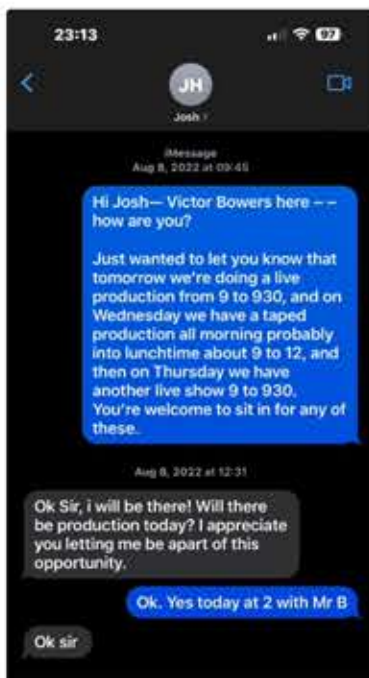 23:13
97
JH
Josh
iMessage
Aug 8, 2022 at 09:45
Hi Josh— Victor Bowers here – –
how are you?
Just wanted to let you know that
tomorrow we're doing a live
production from 9 to 930, and on
Wednesday we have a taped
production all morning probably
into lunchtime about 9 to 12, and
then on Thursday we have
another live show 9 to 930.
You're welcome to sit in for any of
these.
Aug 8, 2022 at 12:31
Ok Sir, i will be there! Will there
be production today? I appreciate
you letting me be apart of this
opportunity.
Ok. Yes today at 2 with Mr B
Ok sir